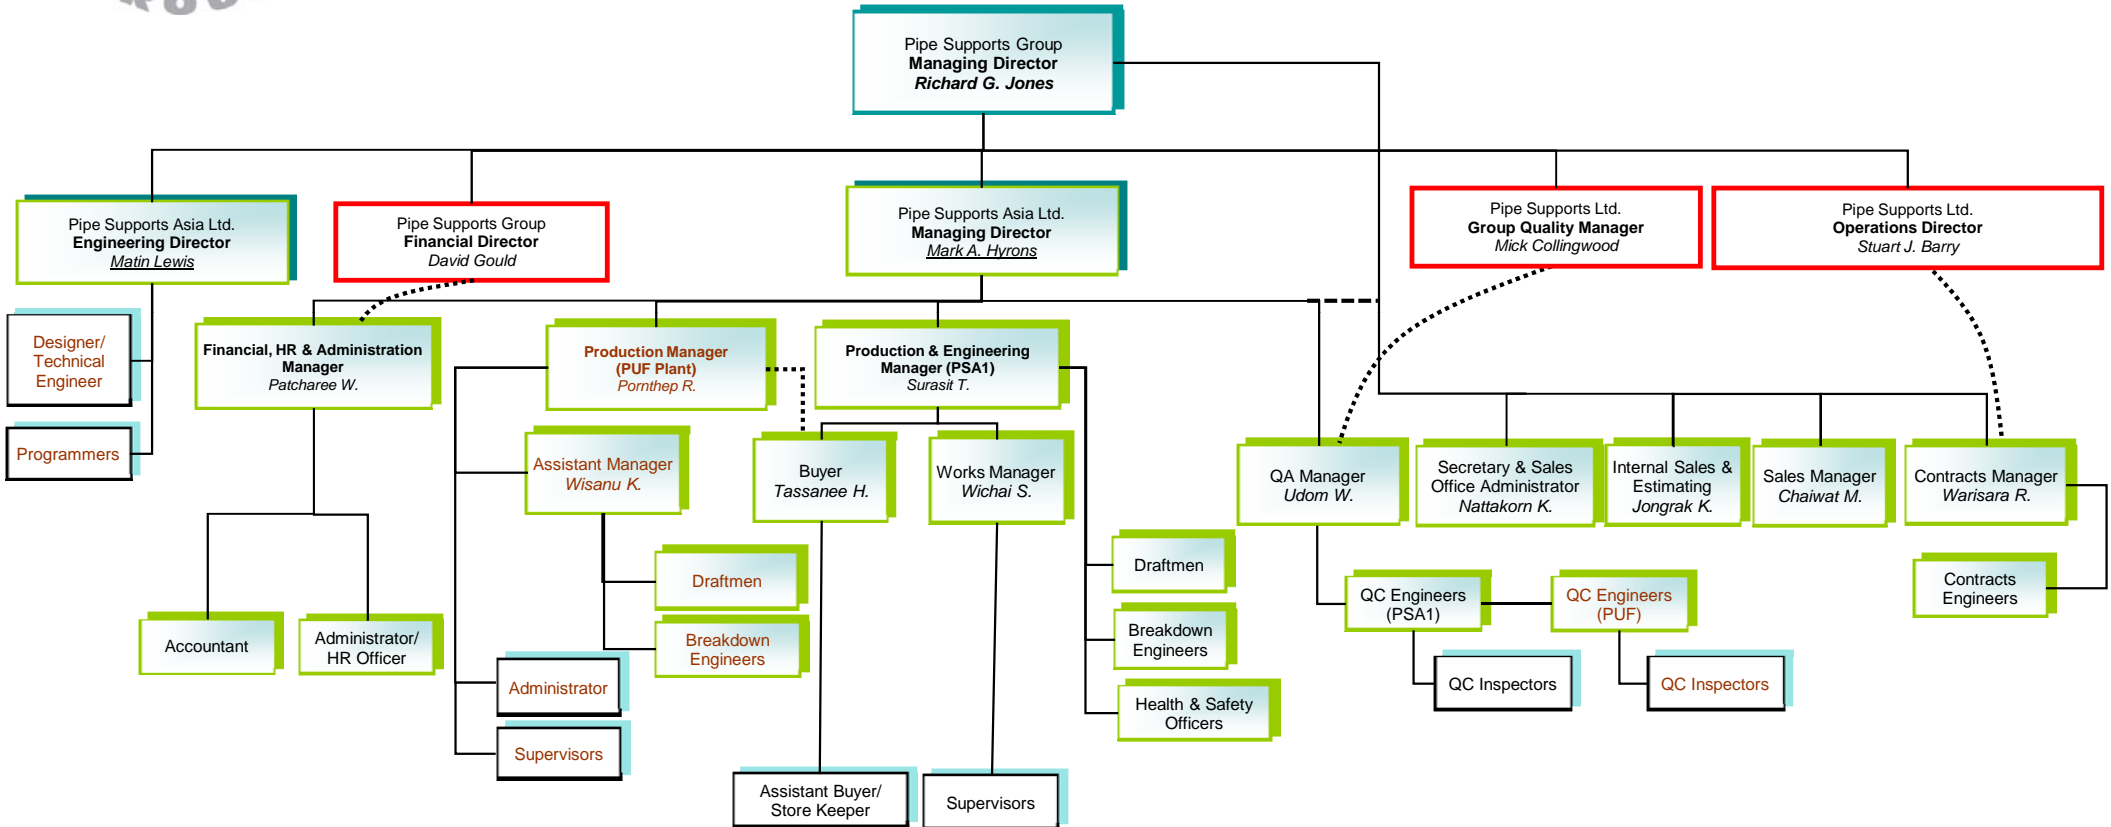 Pipe Supports Group
Managing Director
Richard G. Jones
Pipe Supports Asia Ltd.
Engineering Director
Matin Lewis
Pipe Supports Group
Financial Director
David Gould
Pipe Supports Asia Ltd.
Managing Director
Mark A. Hyrons
Pipe Supports Ltd.
Group Quality Manager
Mick Collingwood
Pipe Supports Ltd.
Operations Director
Stuart J. Barry
Designer/
Technical
Engineer
Programmers
Financial, HR & Administration
Manager
Patcharee W.
Production Manager
(PUF Plant)
Pornthep R.
Production & Engineering
Manager (PSA1)
Surasit T.
Assistant Manager
Wisanu K.
Buyer
Tassanee H.
Works Manager
Wichai S.
QA Manager
Udom W.
Secretary & Sales
Office Administrator
Nattakorn K.
Internal Sales &
Estimating
Jongrak K.
Sales Manager
Chaiwat M.
Contracts Manager
Warisara R.
Accountant
Administrator/
HR Officer
Draftmen
Breakdown
Engineers
Administrator
Supervisors
Draftmen
Breakdown
Engineers
Health & Safety
Officers
QC Engineers
(PSA1)
QC Engineers
(PUF)
Contracts
Engineers
QC Inspectors
QC Inspectors
Assistant Buyer/
Store Keeper
Supervisors